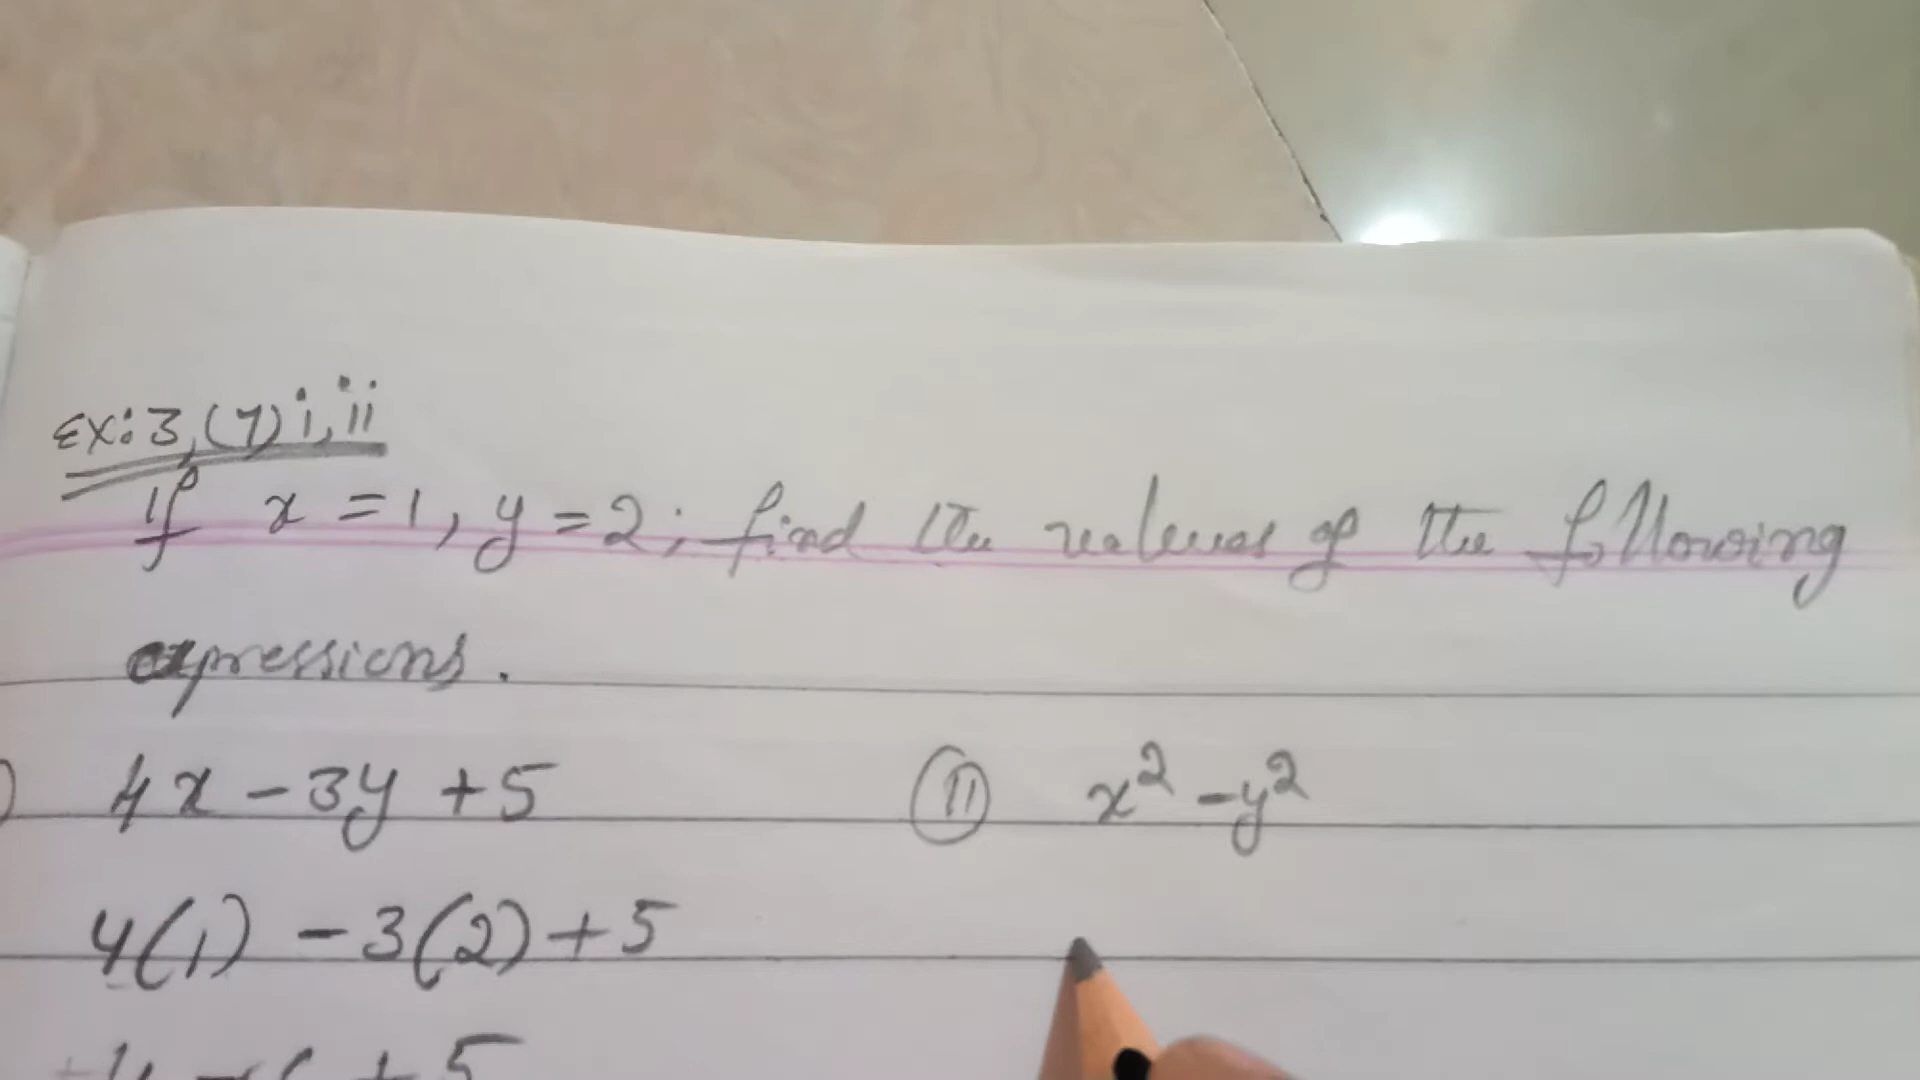 Ex: 3, (7) i, ii
If x = 1, y = 2; find the values of the following
expressions.
4x - 3y + 5
(ii) x² - y²
4(1) - 3(2) + 5